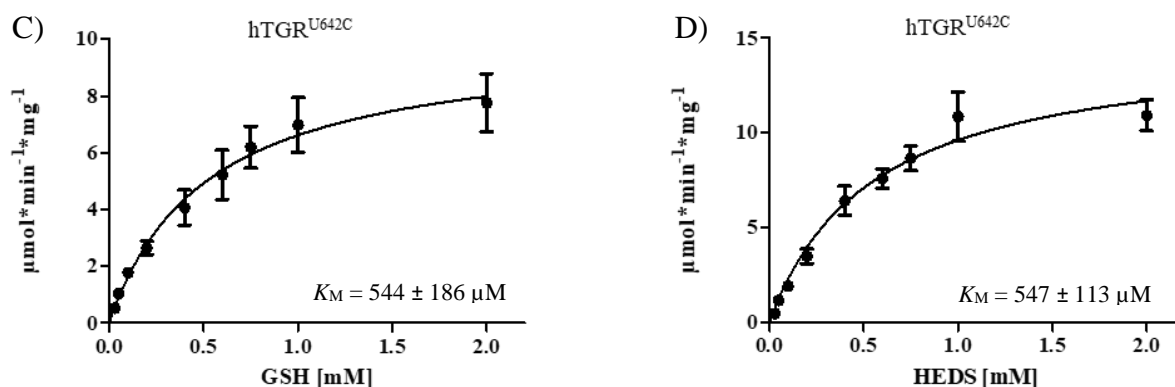 C)
hTGR^U642C
µmol*min⁻¹*mg⁻¹
10
8
6
4
2
0
K_M = 544 ± 186 µM
0.0 0.5 1.0 1.5 2.0
GSH [mM]
D)
hTGR^U642C
µmol*min⁻¹*mg⁻¹
15
10
5
0
K_M = 547 ± 113 µM
0.0 0.5 1.0 1.5 2.0
HEDS [mM]